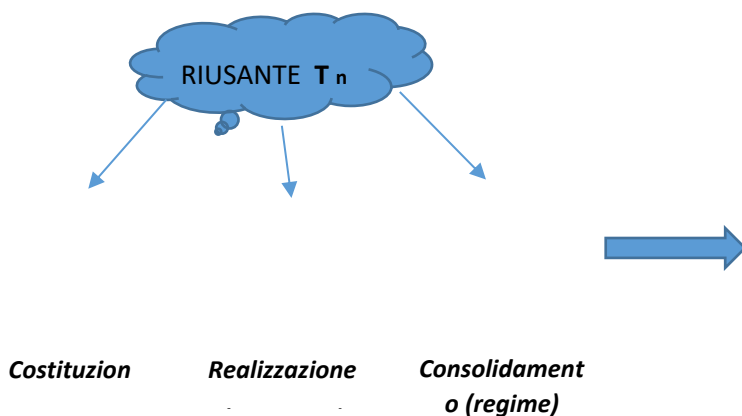 RIUSANTE T n
Costituzion
Realizzazione
Consolidament
o (regime)